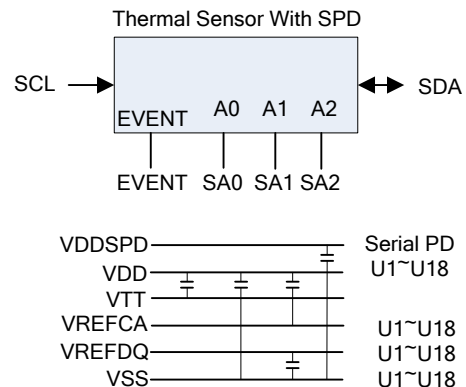 Thermal Sensor With SPD
SCL
SDA
EVENT A0 A1 A2
EVENT SA0 SA1 SA2
VDDSPD Serial PD
VDD U1~U18
VTT
VREFCA U1~U18
VREFDQ U1~U18
VSS U1~U18